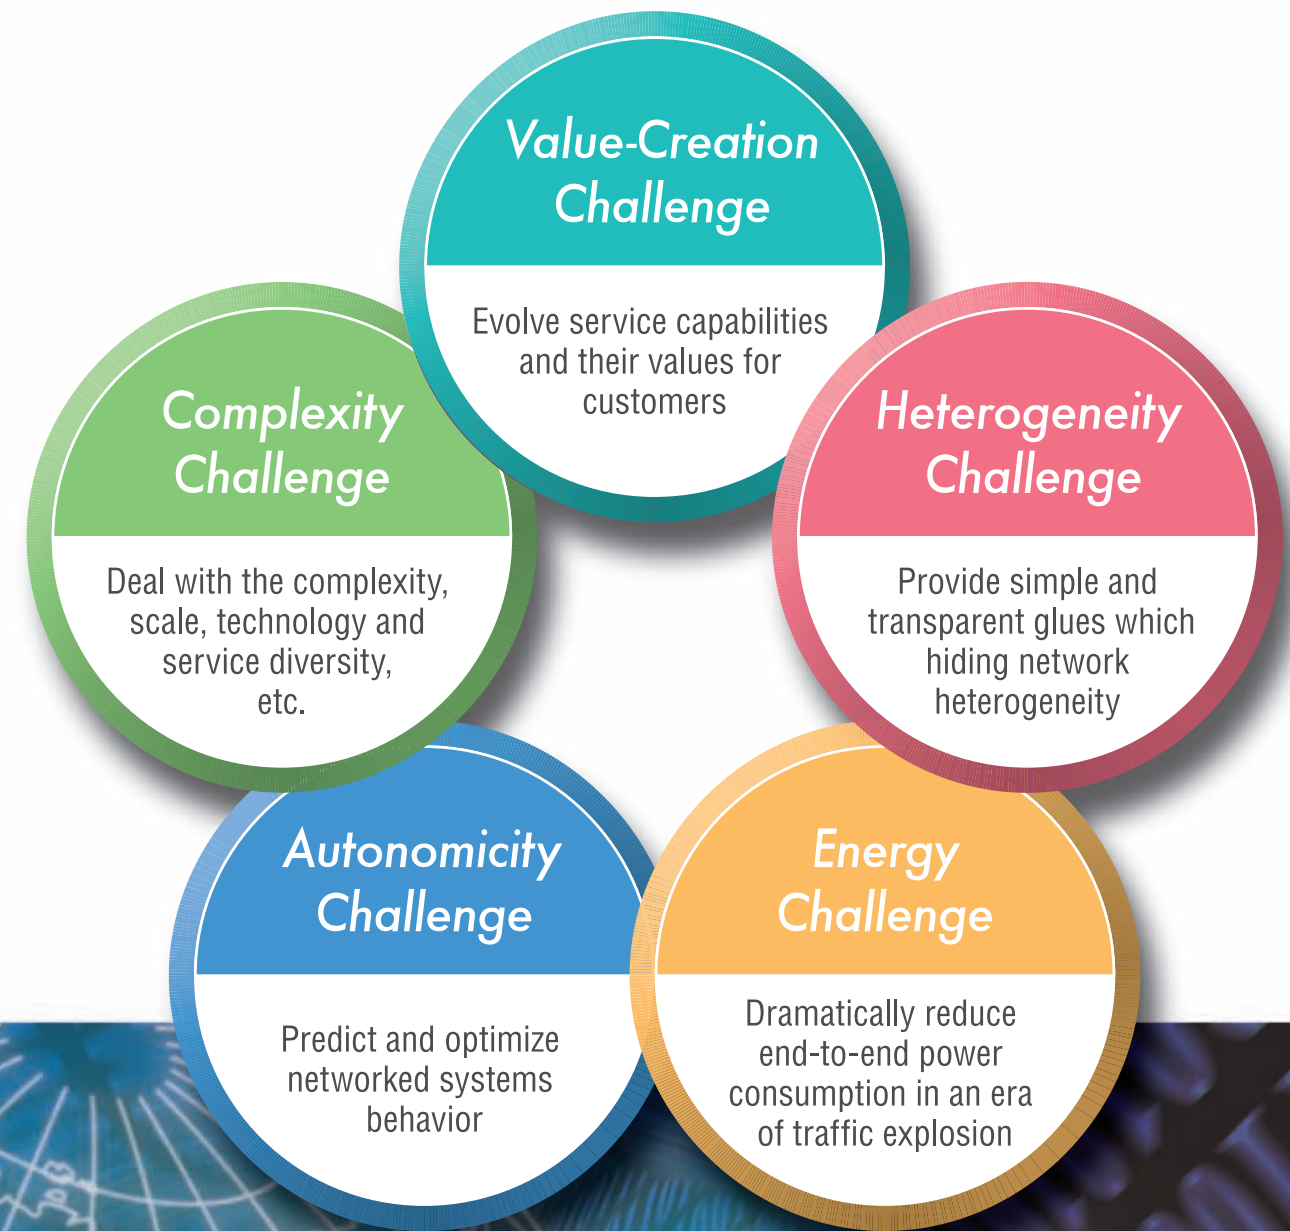 Value-Creation
Challenge
Evolve service capabilities
and their values for
customers
Complexity
Challenge
Deal with the complexity,
scale, technology and
service diversity,
etc.
Heterogeneity
Challenge
Provide simple and
transparent glues which
hiding network
heterogeneity
Autonomicity
Challenge
Predict and optimize
networked systems
behavior
Energy
Challenge
Dramatically reduce
end-to-end power
consumption in an era
of traffic explosion